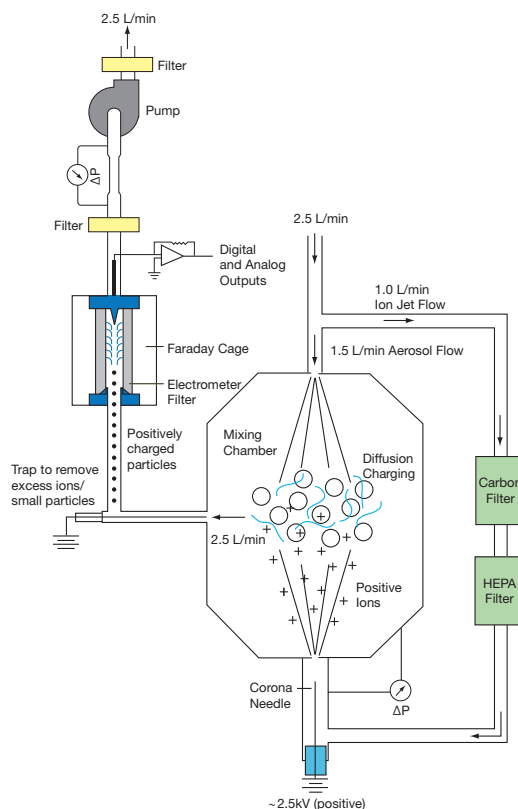 2.5 L/min
Filter
Pump
ΔP
Filter
Digital
and Analog
Outputs
Faraday Cage
Electrometer
Filter
Positively
charged
particles
Trap to remove
excess ions/
small particles
2.5 L/min
1.0 L/min
Ion Jet Flow
1.5 L/min Aerosol Flow
Mixing
Chamber
Diffusion
Charging
Carbon
Filter
2.5 L/min
HEPA
Filter
Positive
Ions
Corona
Needle
ΔP
~2.5kV (positive)